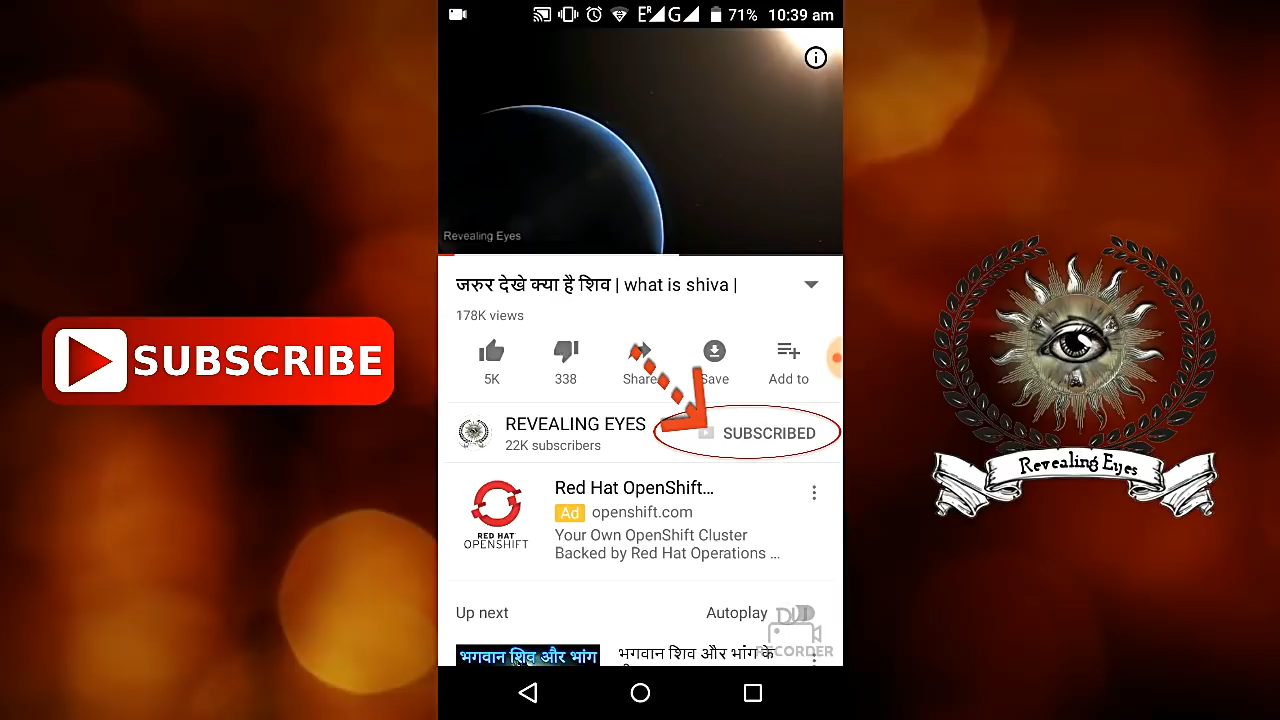 71% 10:39 am
Revealing Eyes
जरुर देखे क्या है शिव | what is shiva |
178K views
5K 338 Share Save Add to
SUBSCRIBE
REVEALING EYES
22K subscribers
SUBSCRIBED
Revealing Eyes
Red Hat OpenShift...
Ad openshift.com
Your Own OpenShift Cluster
Backed by Red Hat Operations ...
RED HAT
OPENSHIFT
Up next Autoplay
DU
RECORDER
भगवान शिव और भांग
भगवान शिव और भांग के